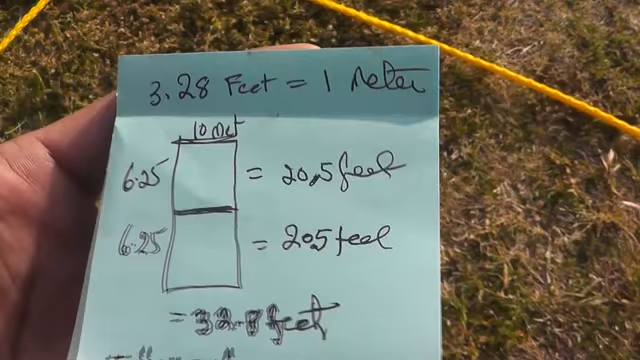 3.28 Feet = 1 Meter
10 Met
6.25 = 20.5 feet
6.25 = 20.5 feet
= 32.8 feet